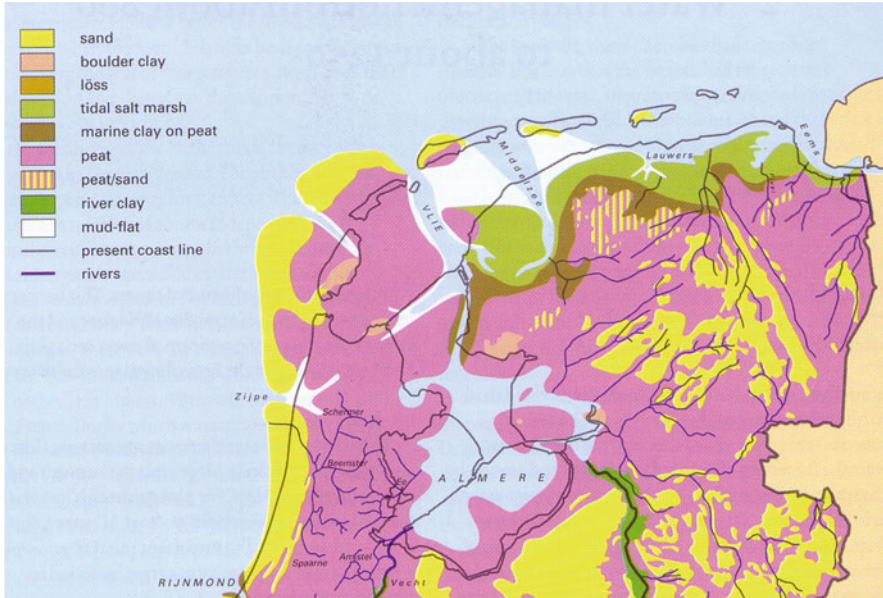 sand
boulder clay
löss
tidal salt marsh
marine clay on peat
peat
peat/sand
river clay
mud-flat
present coast line
rivers
Eems
Middelzee
Lauwers
VLIE
Zijpe
Schermer
Beemster
Ee
ALMERE
Spaarne
Amstel
Vecht
RIJNMOND